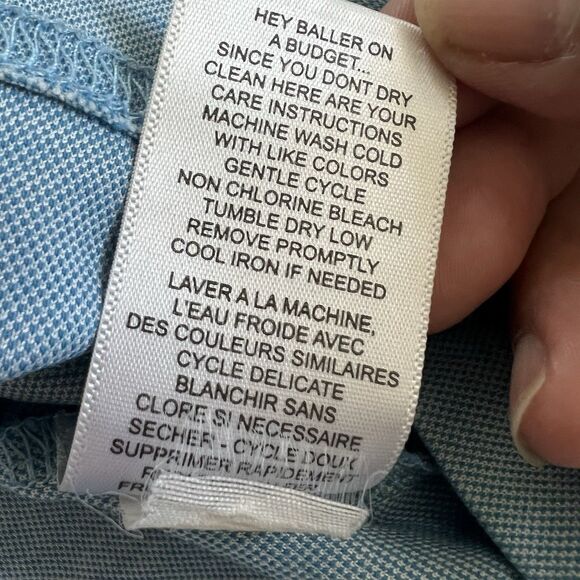 HEY BALLER ON
A BUDGET...
SINCE YOU DONT DRY
CLEAN HERE ARE YOUR
CARE INSTRUCTIONS
MACHINE WASH COLD
WITH LIKE COLORS
GENTLE CYCLE
NON CHLORINE BLEACH
TUMBLE DRY LOW
REMOVE PROMPTLY
COOL IRON IF NEEDED
LAVER A LA MACHINE,
L'EAU FROIDE AVEC
DES COULEURS SIMILAIRES
CYCLE DELICATE
BLANCHIR SANS
CLORE SI NECESSAIRE
SECHER - CYCLE DOUX
SUPPRIMER RAPIDEMENT